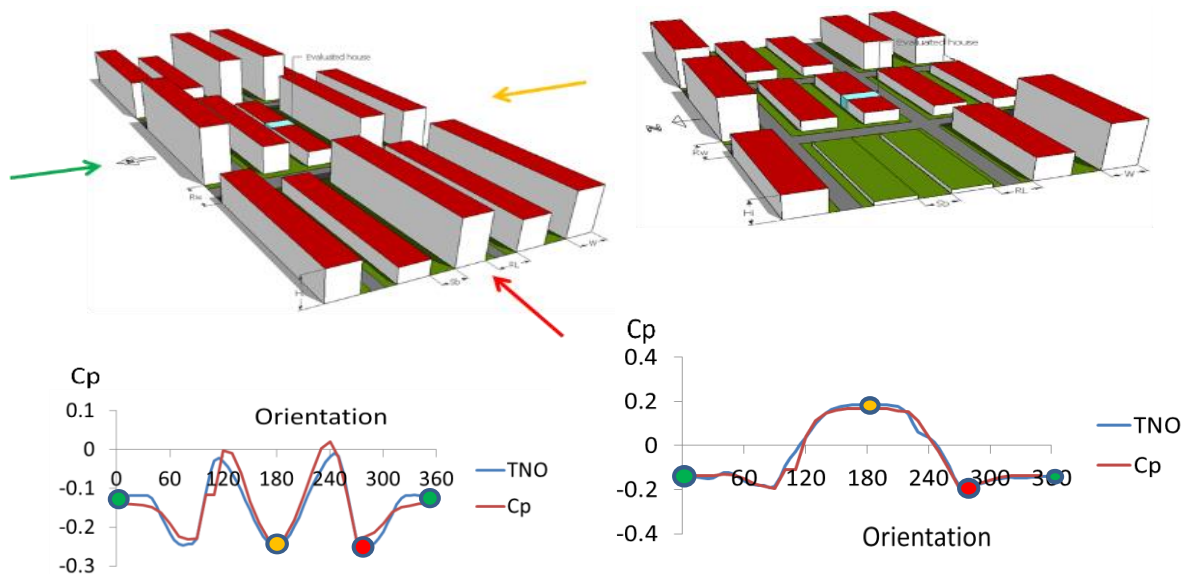 Evaluated house
Rw
H
Sb
RL
W
Evaluated house
N
Rw
H
Sb
RL
W
Cp
0.1
0
-0.1
-0.2
-0.3
Orientation
0 60 120 180 240 300 360
TNO
Cp
Cp
0.4
0.2
0
-0.2
-0.4
0 60 120 180 240 300 360
TNO
Cp
Orientation